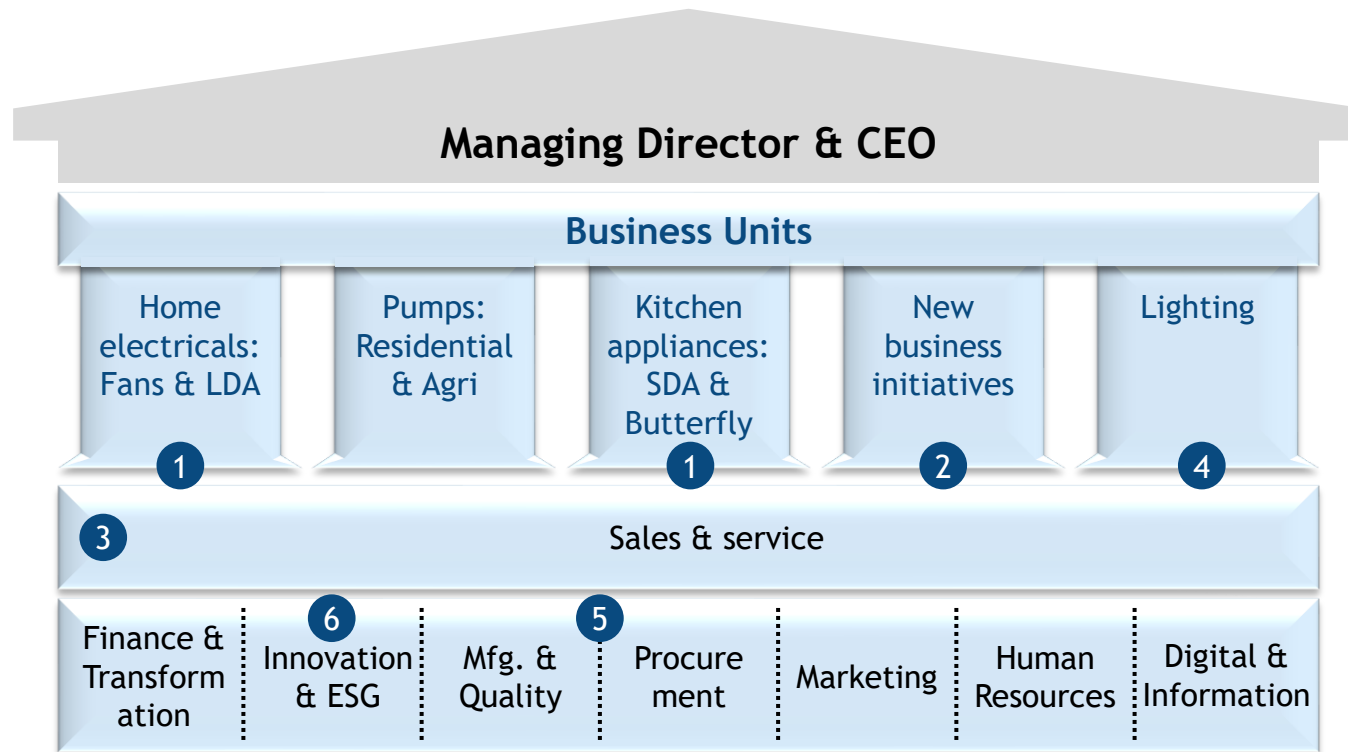 Managing Director & CEO
Business Units
Home
electricals:
Fans & LDA
1
Pumps:
Residential
& Agri
Kitchen
appliances:
SDA &
Butterfly
1
New
business
initiatives
2
Lighting
4
3
Sales & service
Finance &
Transform
ation
6
Innovation
& ESG
Mfg. &
Quality
5
Procure
ment
Marketing
Human
Resources
Digital &
Information